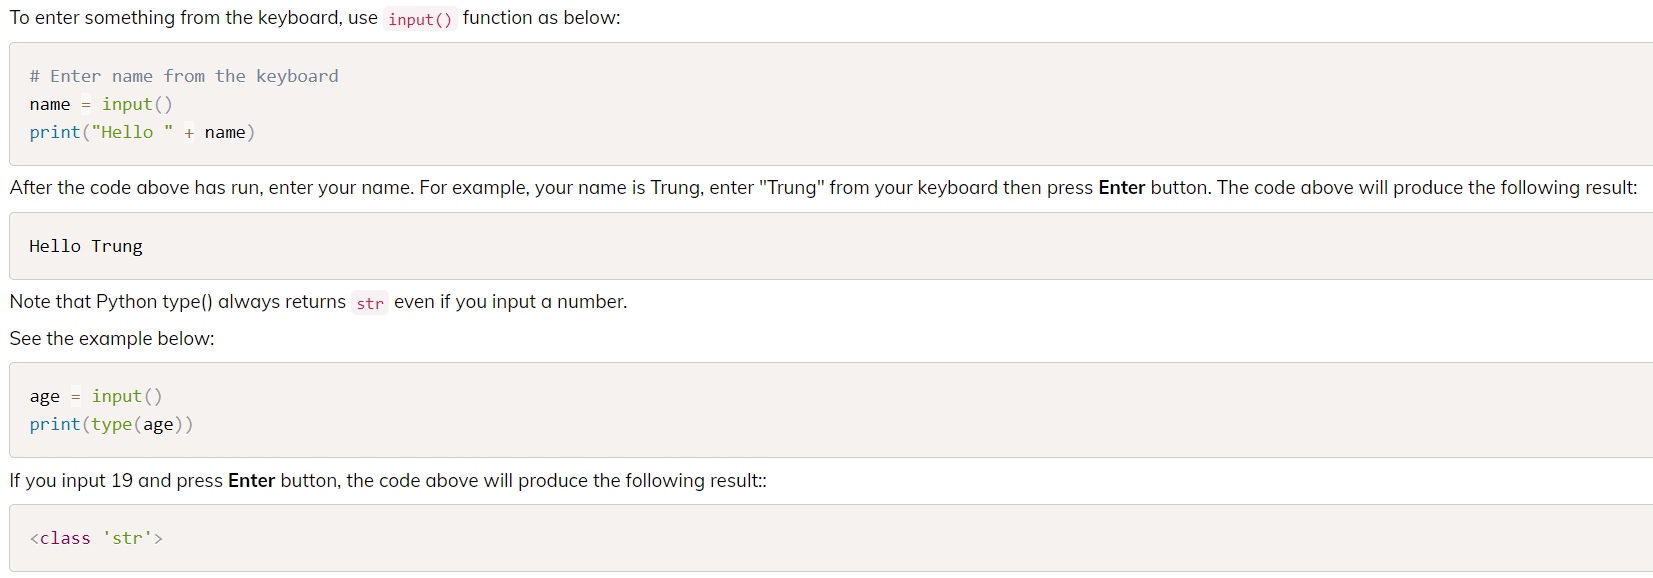 To enter something from the keyboard, use input() function as below:
# Enter name from the keyboard
name = input()
print("Hello " + name)
After the code above has run, enter your name. For example, your name is Trung, enter "Trung" from your keyboard then press Enter button. The code above will produce the following result:
Hello Trung
Note that Python type() always returns str even if you input a number.
See the example below:
age = input()
print(type(age))
If you input 19 and press Enter button, the code above will produce the following result::
<class 'str'>